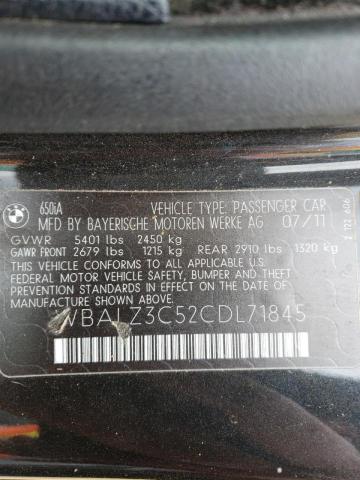 BMW
650iA
VEHICLE TYPE: PASSENGER CAR
MFD BY BAYERISCHE MOTOREN WERKE AG 07/11
GVWR 5401 lbs 2450 kg
GAWR FRONT 2679 lbs 1215 kg REAR 2910 lbs 1320 kg
THIS VEHICLE CONFORMS TO ALL APPLICABLE U.S.
FEDERAL MOTOR VEHICLE SAFETY, BUMPER, AND
THEFT PREVENTION STANDARDS IN EFFECT ON THE DATE
OF MANUFACTURE SHOWN ABOVE.
WBALZ3C52CDL71845